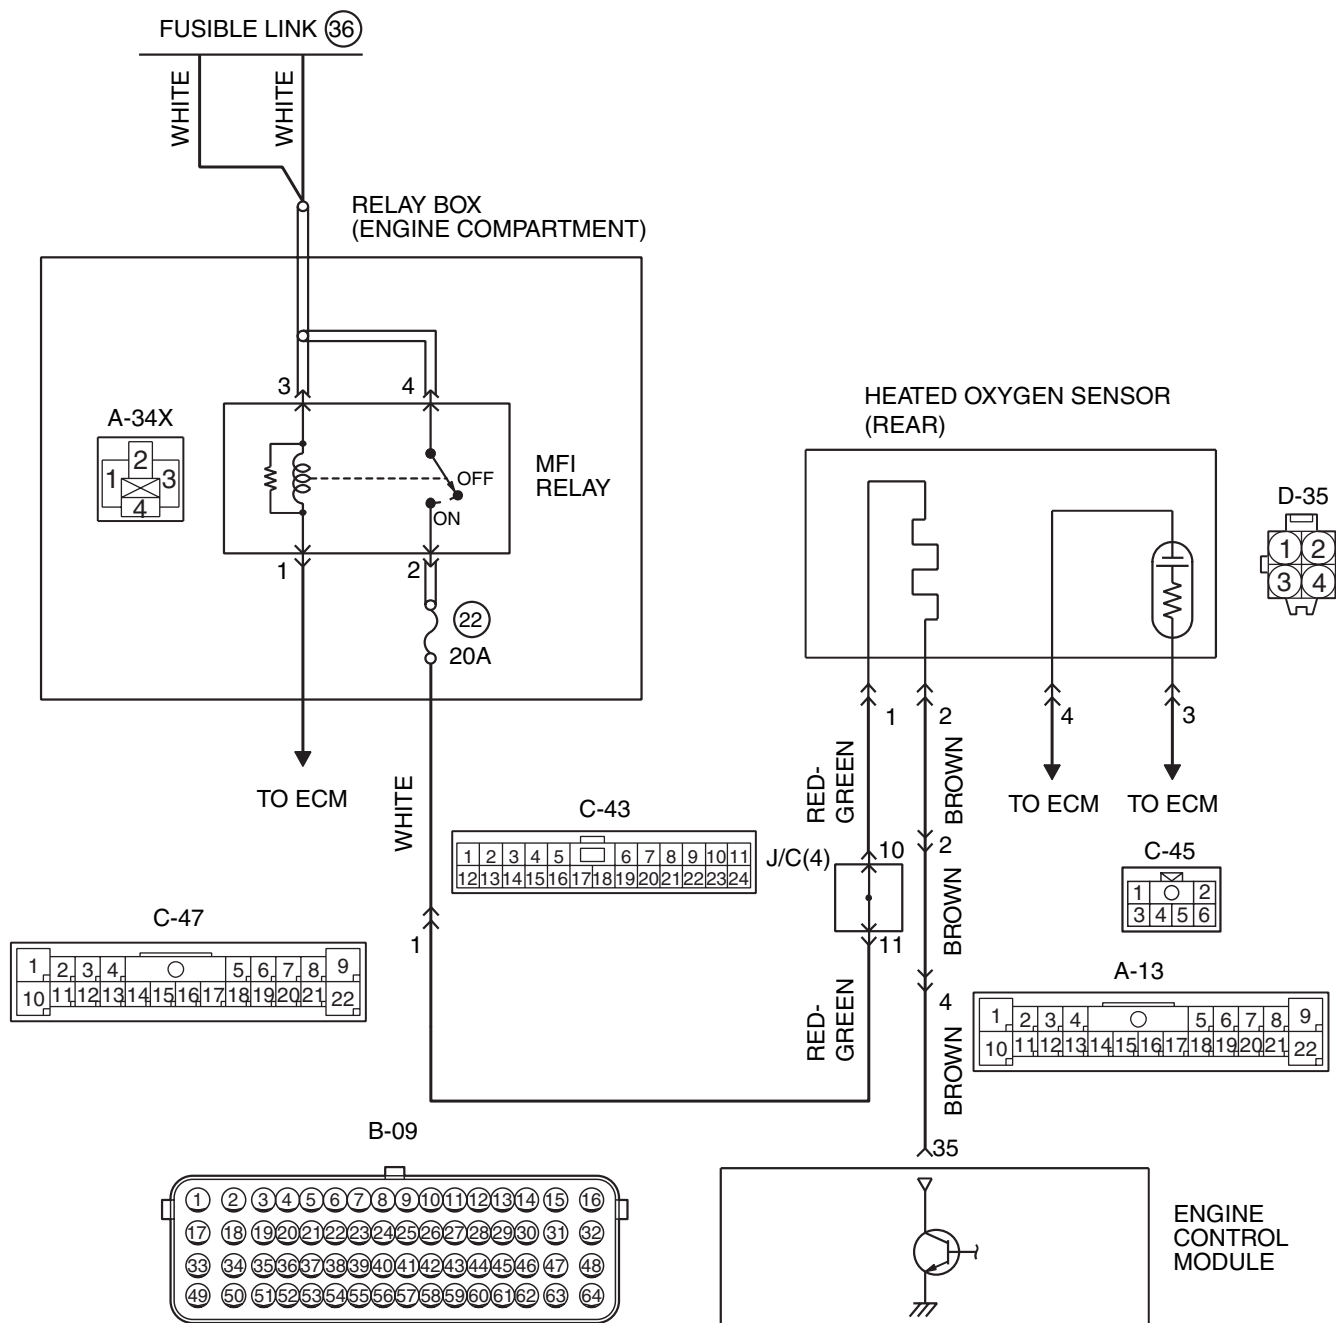 FUSIBLE LINK 36
WHITE
WHITE
RELAY BOX
(ENGINE COMPARTMENT)
3
4
A-34X
1 2 3
4
OFF
ON
MFI
RELAY
1
2
22
20A
TO ECM
WHITE
HEATED OXYGEN SENSOR
(REAR)
D-35
1 2
3 4
1
2
4
3
RED-
GREEN
BROWN
TO ECM
TO ECM
C-43
1 2 3 4 5 6 7 8 9 10 11
12 13 14 15 16 17 18 19 20 21 22 23 24
J/C(4)
10
2
C-45
1 2
3 4 5 6
C-47
1 2 3 4 5 6 7 8 9
10 11 12 13 14 15 16 17 18 19 20 21 22
1
11
BROWN
4
A-13
1 2 3 4 5 6 7 8 9
10 11 12 13 14 15 16 17 18 19 20 21 22
RED-
GREEN
BROWN
B-09
1 2 3 4 5 6 7 8 9 10 11 12 13 14 15 16
17 18 19 20 21 22 23 24 25 26 27 28 29 30 31 32
33 34 35 36 37 38 39 40 41 42 43 44 45 46 47 48
49 50 51 52 53 54 55 56 57 58 59 60 61 62 63 64
35
ENGINE
CONTROL
MODULE